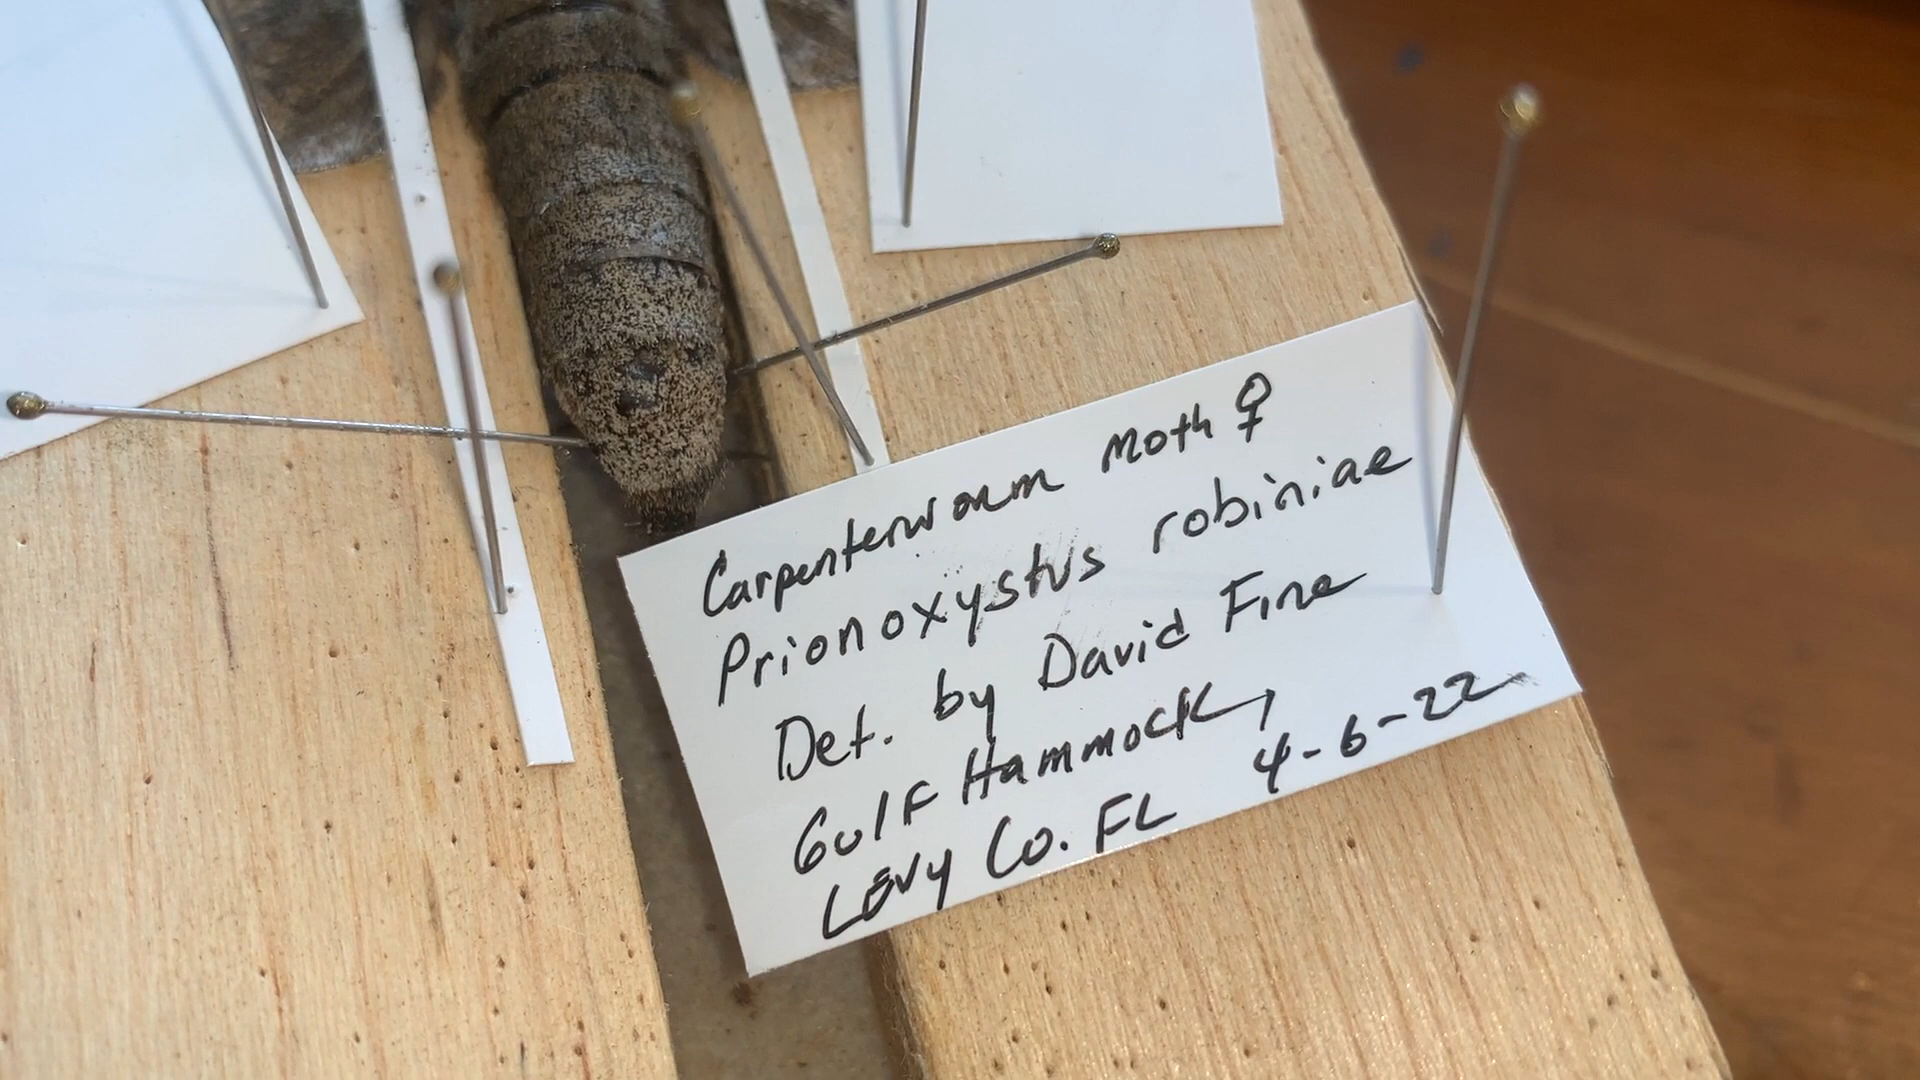 Carpenterworm Moth ♀
Prionoxystus robiniae
Det. by David Fine
Gulf Hammock,
Levy Co. FL 4-6-22